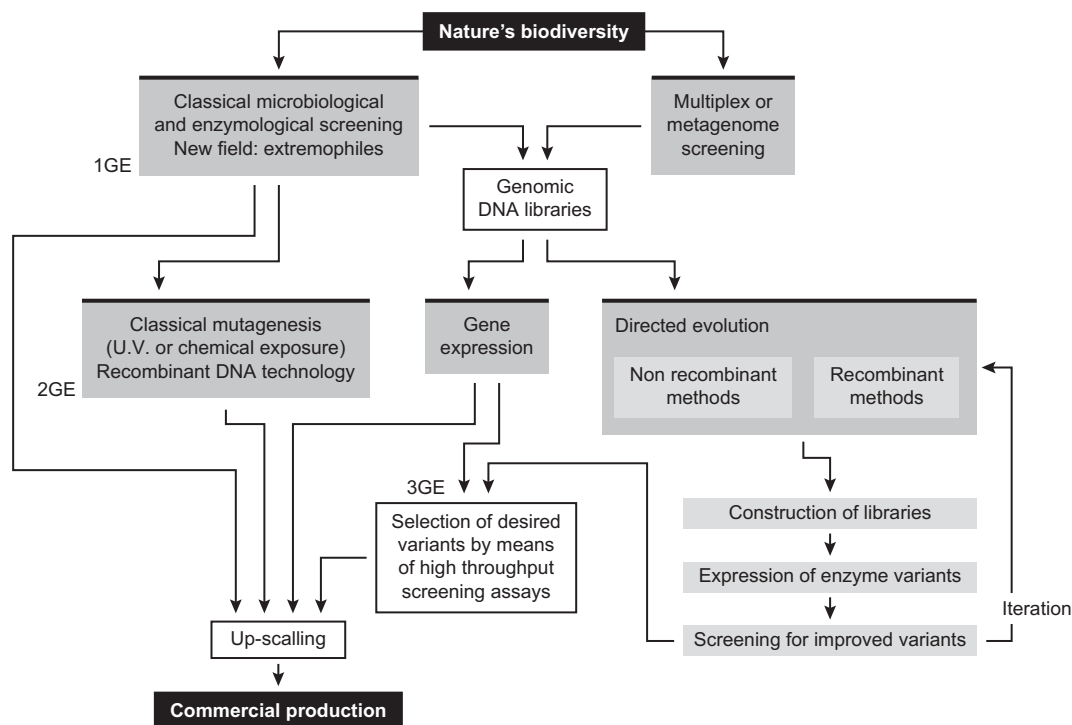 Nature's biodiversity
Classical microbiological
and enzymological screening
New field: extremophiles
Multiplex or
metagenome
screening
1GE
Genomic
DNA libraries
Classical mutagenesis
(U.V. or chemical exposure)
Recombinant DNA technology
Gene
expression
Directed evolution
Non recombinant
methods
Recombinant
methods
2GE
3GE
Selection of desired
variants by means
of high throughput
screening assays
Construction of libraries
Expression of enzyme variants
Iteration
Screening for improved variants
Up-scalling
Commercial production